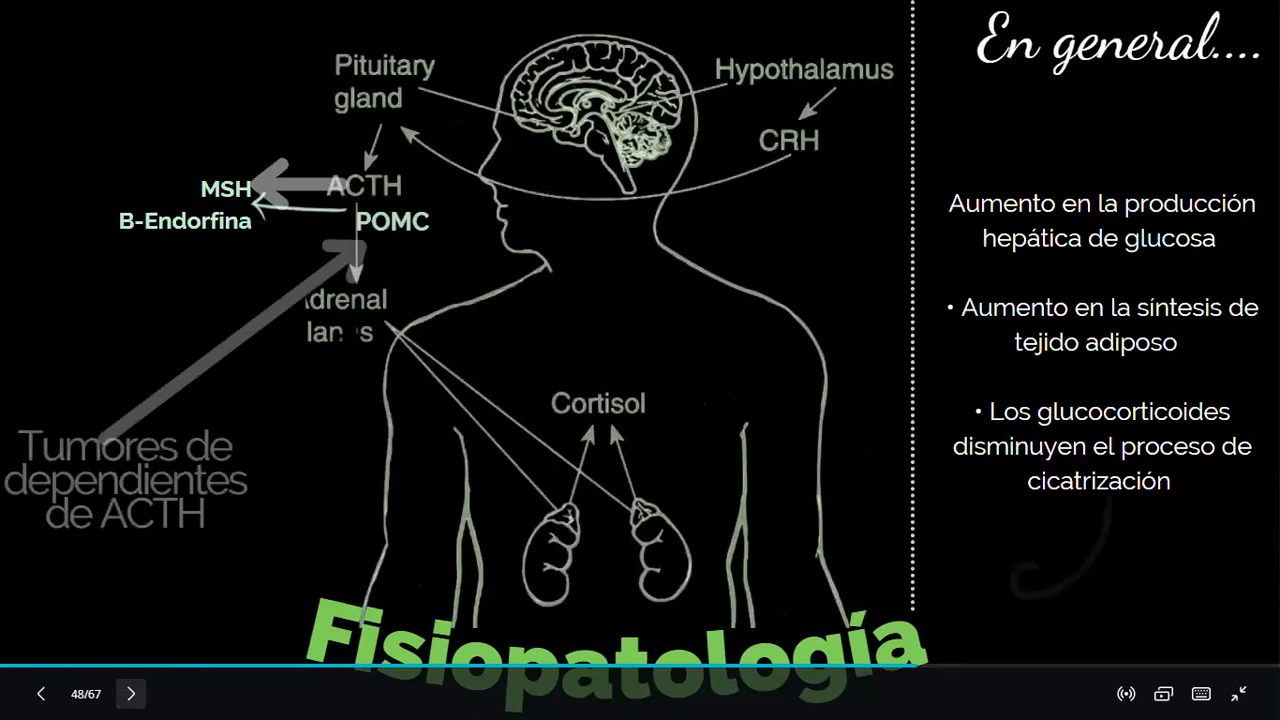 En general....
Pituitary
gland
Hypothalamus
CRH
ACTH
MSH
B-Endorfina
POMC
drenal
Cortisol
Tumores de
dependientes
de ACTH
Aumento en la producción
hepática de glucosa
• Aumento en la síntesis de
tejido adiposo
• Los glucocorticoides
disminuyen el proceso de
cicatrización
Fisiopatología
48/67